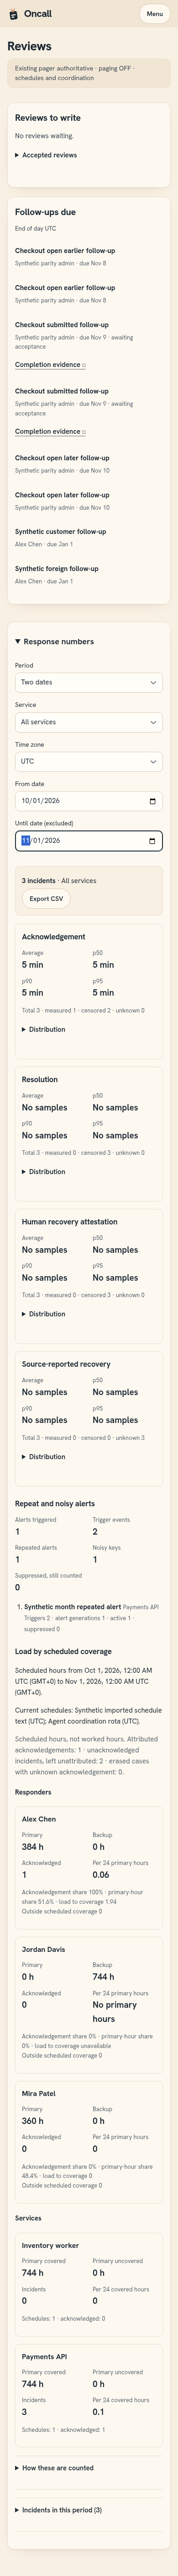 Oncall
Menu
Reviews
Existing pager authoritative · paging OFF ·
schedules and coordination
Reviews to write
No reviews waiting.
Accepted reviews
Follow-ups due
End of day UTC
Checkout open earlier follow-up
Synthetic parity admin · due Nov 8
Checkout open earlier follow-up
Synthetic parity admin · due Nov 8
Checkout submitted follow-up
Synthetic parity admin · due Nov 9 · awaiting
acceptance
Completion evidence
Checkout submitted follow-up
Synthetic parity admin · due Nov 9 · awaiting
acceptance
Completion evidence
Checkout open later follow-up
Synthetic parity admin · due Nov 10
Checkout open later follow-up
Synthetic parity admin · due Nov 10
Synthetic customer follow-up
Alex Chen · due Jan 1
Synthetic foreign follow-up
Alex Chen · due Jan 1
Response numbers
Period
Two dates
Service
All services
Time zone
UTC
From date
10/01/2026
Until date (excluded)
11/01/2026
3 incidents · All services
Export CSV
Acknowledgement
Average p50
5 min 5 min
p90 p95
5 min 5 min
Total 3 · measured 1 · censored 2 · unknown 0
Distribution
Resolution
Average p50
No samples No samples
p90 p95
No samples No samples
Total 3 · measured 0 · censored 3 · unknown 0
Distribution
Human recovery attestation
Average p50
No samples No samples
p90 p95
No samples No samples
Total 3 · measured 0 · censored 3 · unknown 0
Distribution
Source-reported recovery
Average p50
No samples No samples
p90 p95
No samples No samples
Total 3 · measured 0 · censored 0 · unknown 3
Distribution
Repeat and noisy alerts
Alerts triggered Trigger events
1 2
Repeated alerts Noisy keys
1 1
Suppressed, still counted
0
1. Synthetic month repeated alert Payments API
Triggers 2 · alert generations 1 · active 1 ·
suppressed 0
Load by scheduled coverage
Scheduled hours from Oct 1, 2026, 12:00 AM
UTC (GMT+0) to Nov 1, 2026, 12:00 AM UTC
(GMT+0).
Current schedules: Synthetic imported schedule
text (UTC); Agent coordination rota (UTC).
Scheduled hours, not worked hours. Attributed
acknowledgements: 1 · unacknowledged
incidents, left unattributed: 2 · erased cases
with unknown acknowledgement: 0.
Responders
Alex Chen
Primary Backup
384 h 0 h
Acknowledged Per 24 primary hours
1 0.06
Acknowledgement share 100% · primary-hour
share 51.6% · load to coverage 1.94
Outside scheduled coverage 0
Jordan Davis
Primary Backup
0 h 744 h
Acknowledged Per 24 primary hours
0 No primary
hours
Acknowledgement share 0% · primary-hour share
0% · load to coverage unavailable
Outside scheduled coverage 0
Mira Patel
Primary Backup
360 h 0 h
Acknowledged Per 24 primary hours
0 0
Acknowledgement share 0% · primary-hour share
48.4% · load to coverage 0
Outside scheduled coverage 0
Services
Inventory worker
Primary covered Primary uncovered
744 h 0 h
Incidents Per 24 covered hours
0 0
Schedules: 1 · acknowledged: 0
Payments API
Primary covered Primary uncovered
744 h 0 h
Incidents Per 24 covered hours
3 0.1
Schedules: 1 · acknowledged: 1
How these are counted
Incidents in this period (3)